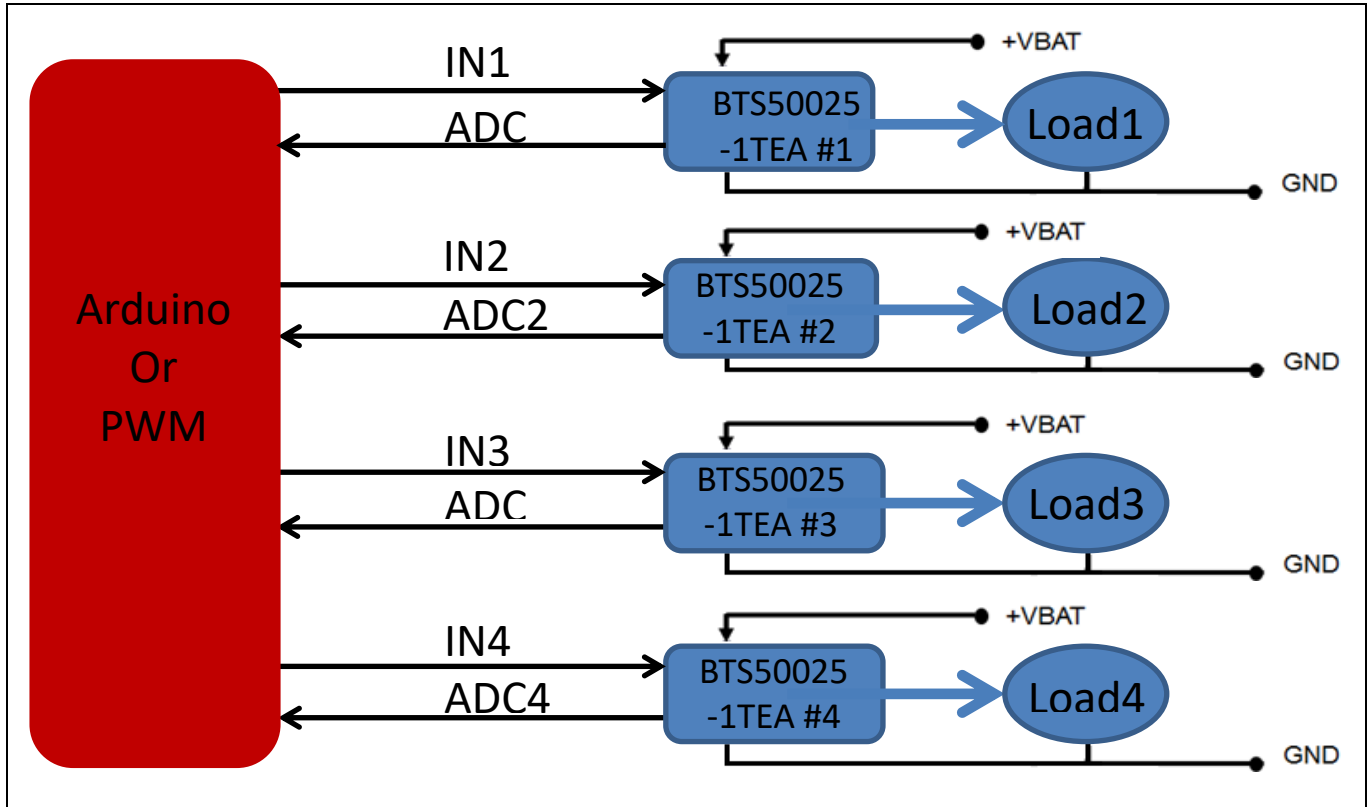 Arduino
Or
PWM
IN1
ADC
BTS50025
-1TEA #1
+VBAT
Load1
GND
IN2
ADC2
BTS50025
-1TEA #2
+VBAT
Load2
GND
IN3
ADC
BTS50025
-1TEA #3
+VBAT
Load3
GND
IN4
ADC4
BTS50025
-1TEA #4
+VBAT
Load4
GND